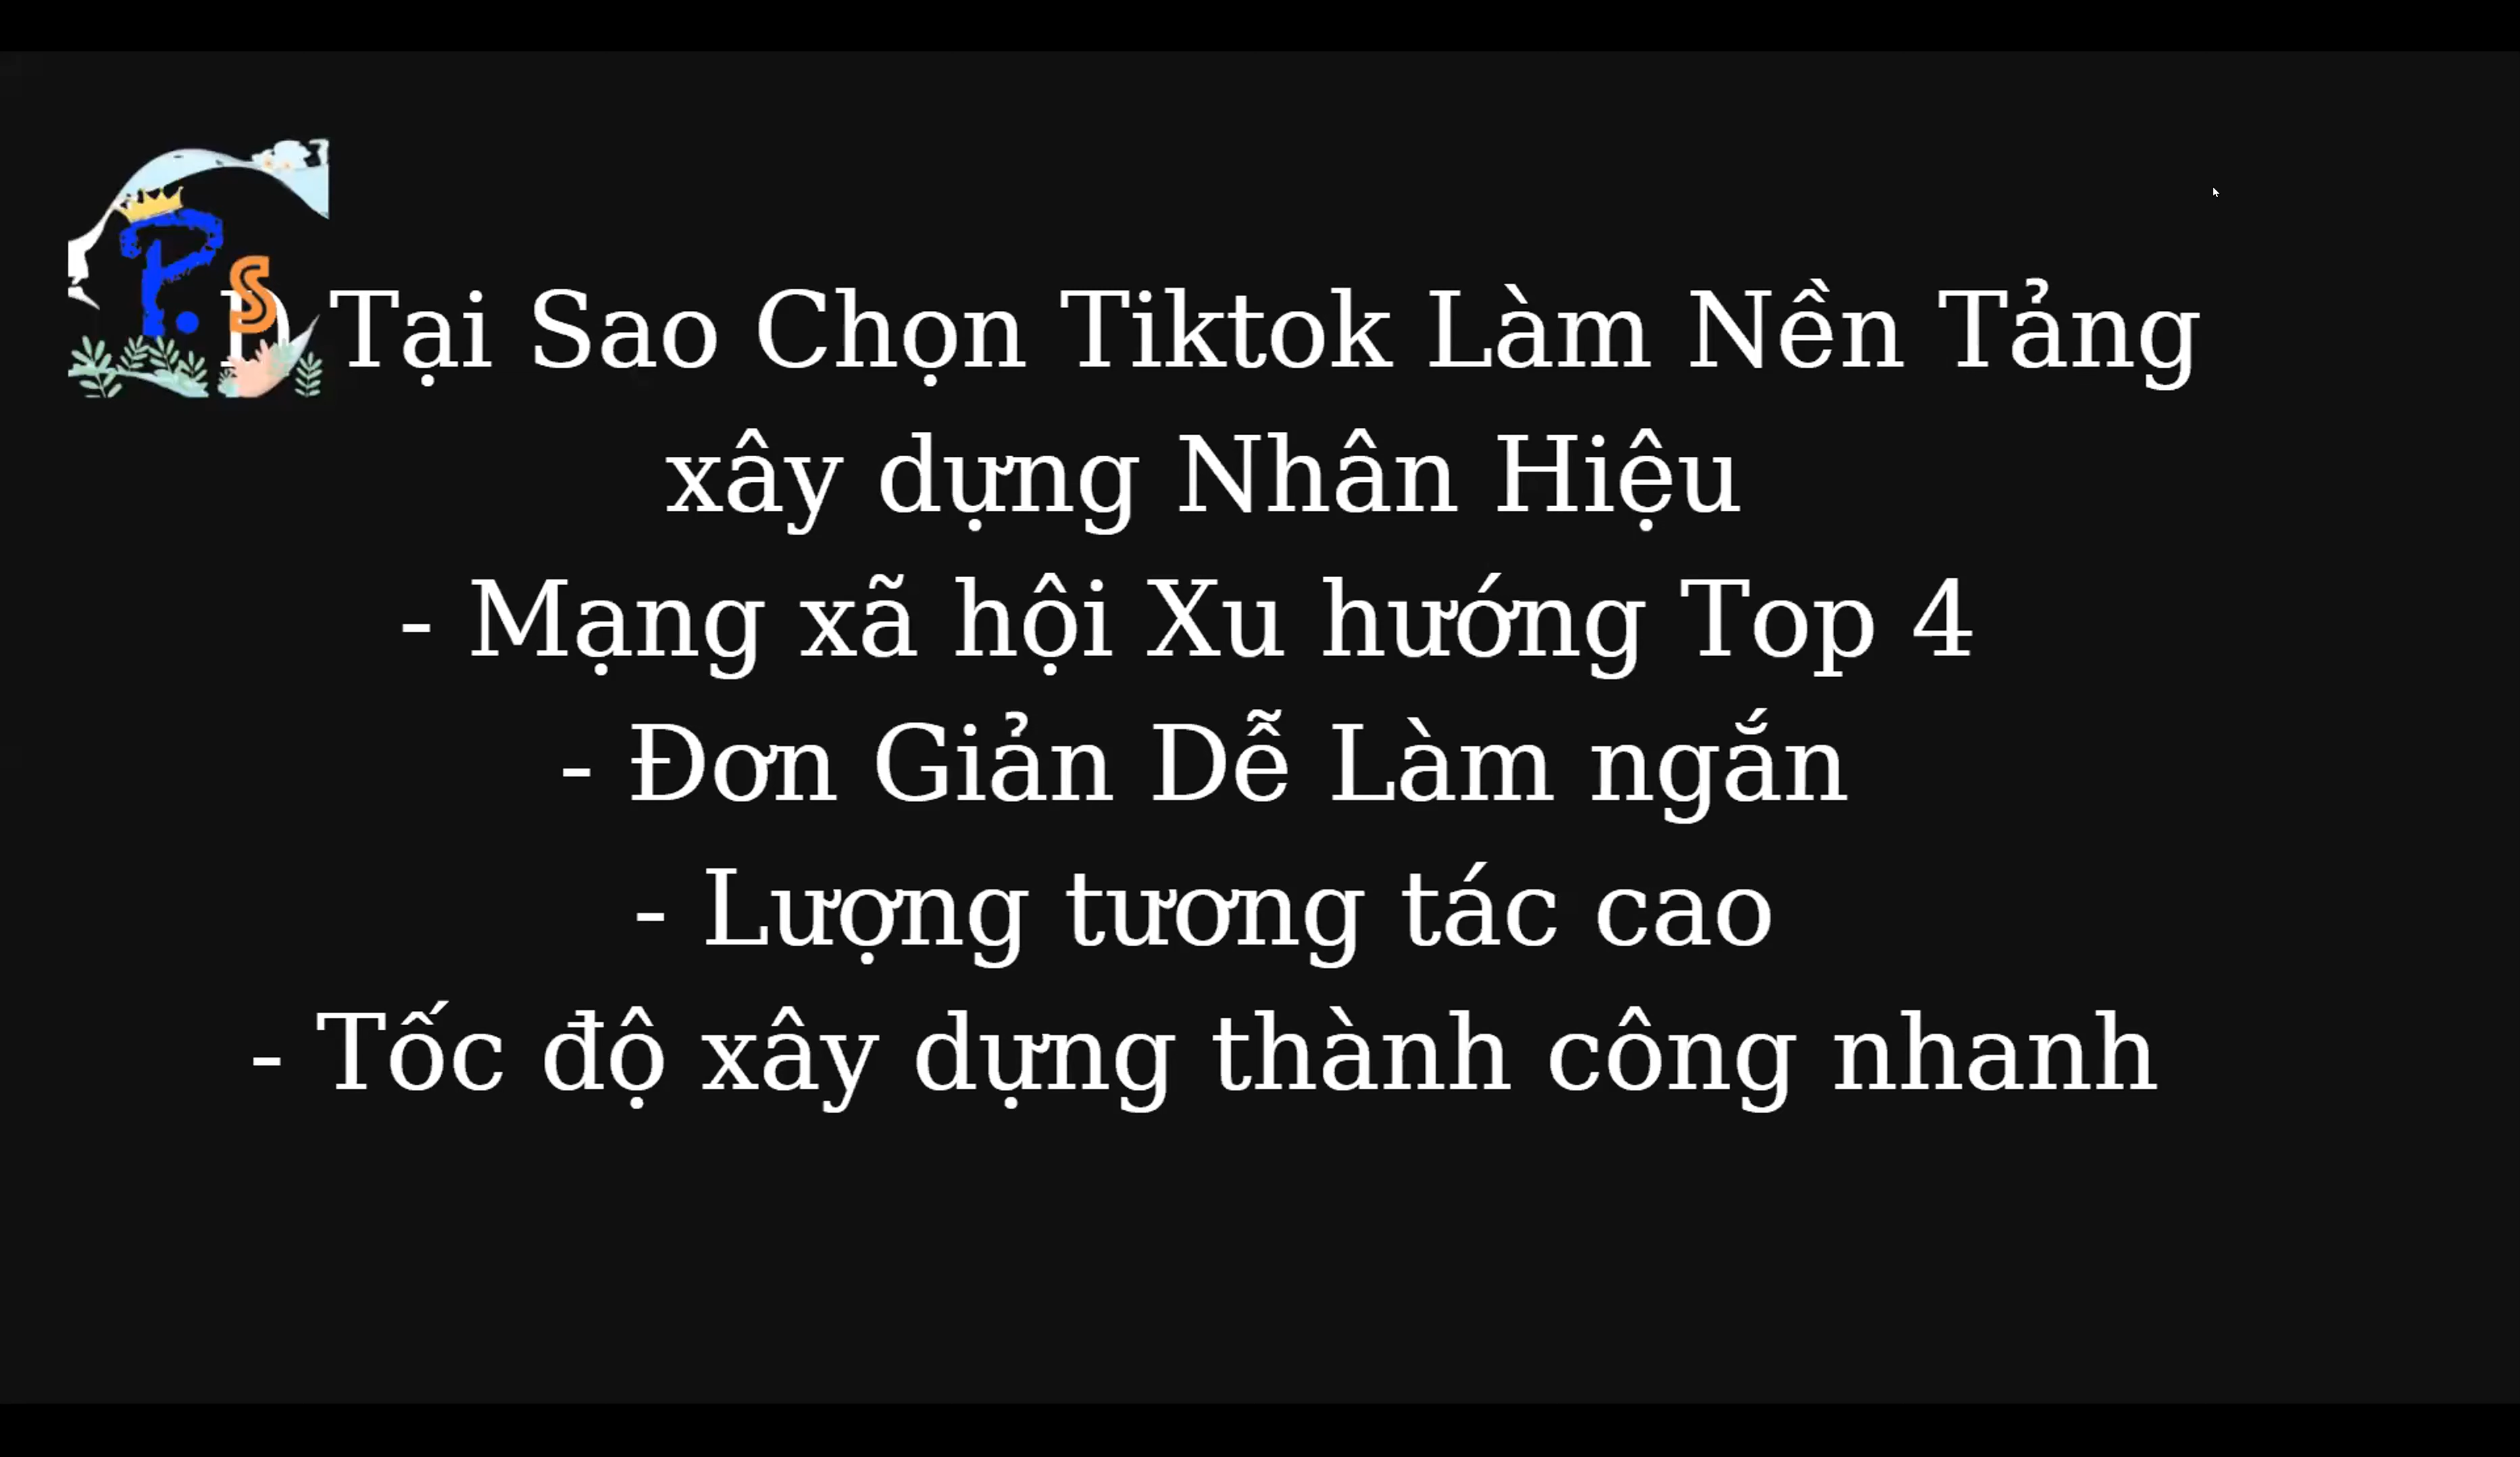 P.S
Tại Sao Chọn Tiktok Làm Nền Tảng
xây dựng Nhân Hiệu
- Mạng xã hội Xu hướng Top 4
- Đơn Giản Dễ Làm ngắn
- Lượng tương tác cao
- Tốc độ xây dựng thành công nhanh